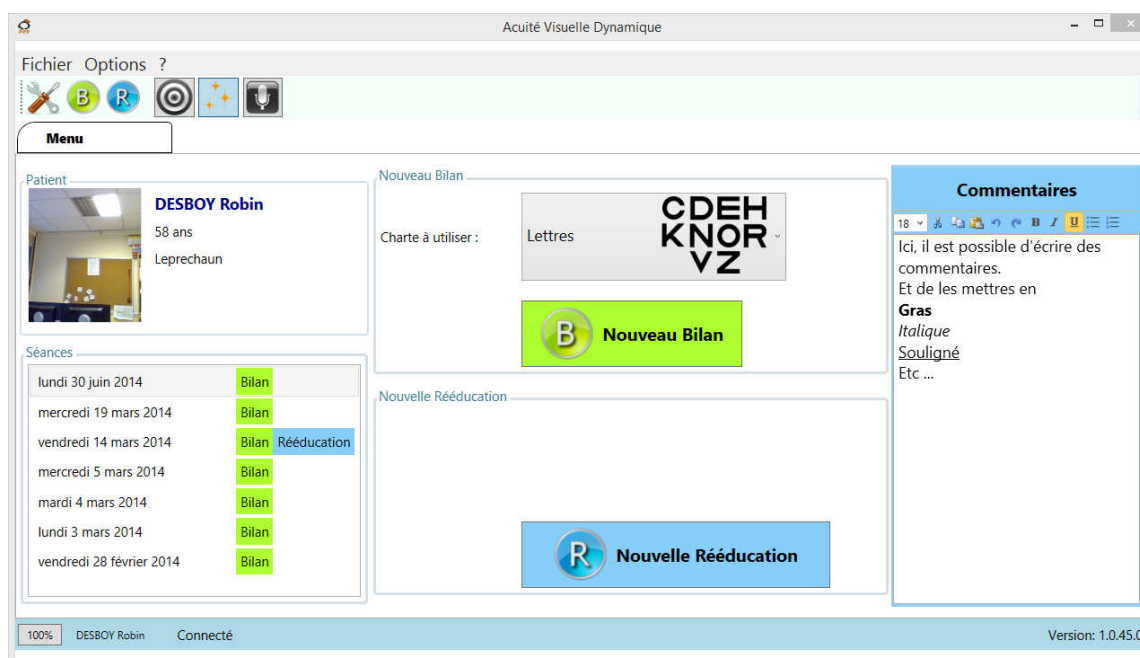 Acuité Visuelle Dynamique
Fichier Options ?
B R
Menu
Patient
DESBOY Robin
58 ans
Leprechaun
Séances
lundi 30 juin 2014 Bilan
mercredi 19 mars 2014 Bilan
vendredi 14 mars 2014 Bilan Rééducation
mercredi 5 mars 2014 Bilan
mardi 4 mars 2014 Bilan
lundi 3 mars 2014 Bilan
vendredi 28 février 2014 Bilan
Nouveau Bilan
Charte à utiliser :
Lettres
CDEH
KNOR
VZ
B Nouveau Bilan
Nouvelle Rééducation
R Nouvelle Rééducation
Commentaires
18 B I U
Ici, il est possible d'écrire des
commentaires.
Et de les mettres en
Gras
Italique
Souligné
Etc ...
100% DESBOY Robin Connecté
Version: 1.0.45.0